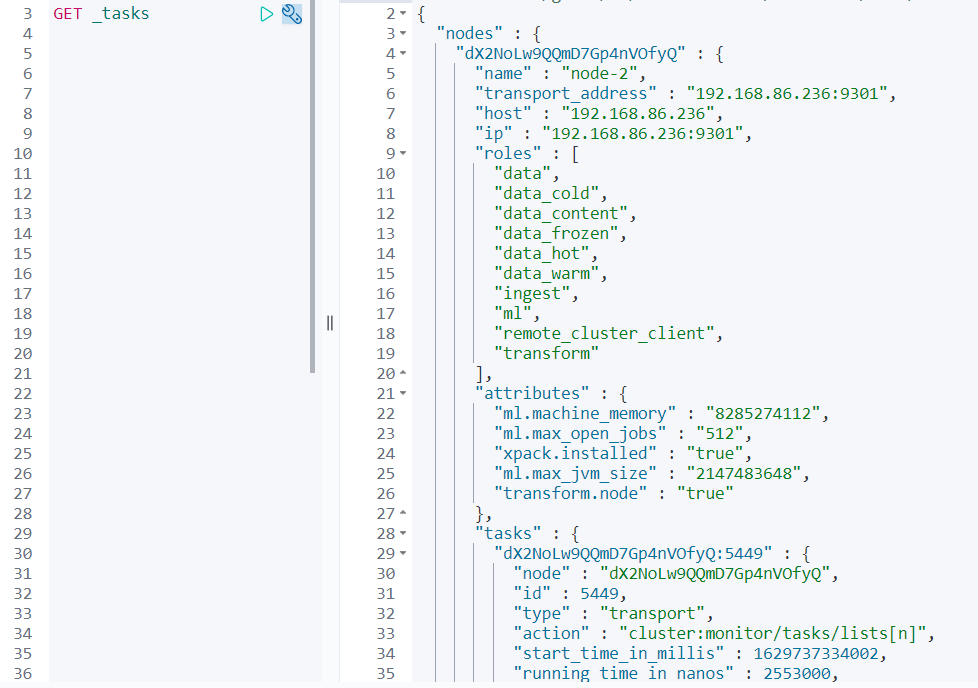 3 GET _tasks
4
5
6
7
8
9
10
11
12
13
14
15
16
17
18
19
20
21
22
23
24
25
26
27
28
29
30
31
32
33
34
35
36
2 {
3 "nodes" : {
4 "dX2NoLw9QQmD7Gp4nVOfyQ" : {
5 "name" : "node-2",
6 "transport_address" : "192.168.86.236:9301",
7 "host" : "192.168.86.236",
8 "ip" : "192.168.86.236:9301",
9 "roles" : [
10 "data",
11 "data_cold",
12 "data_content",
13 "data_frozen",
14 "data_hot",
15 "data_warm",
16 "ingest",
17 "ml",
18 "remote_cluster_client",
19 "transform"
20 ],
21 "attributes" : {
22 "ml.machine_memory" : "8285274112",
23 "ml.max_open_jobs" : "512",
24 "xpack.installed" : "true",
25 "ml.max_jvm_size" : "2147483648",
26 "transform.node" : "true"
27 },
28 "tasks" : {
29 "dX2NoLw9QQmD7Gp4nVOfyQ:5449" : {
30 "node" : "dX2NoLw9QQmD7Gp4nVOfyQ",
31 "id" : 5449,
32 "type" : "transport",
33 "action" : "cluster:monitor/tasks/lists[n]",
34 "start_time_in_millis" : 1629737334002,
35 "running_time_in_nanos" : 2553000,